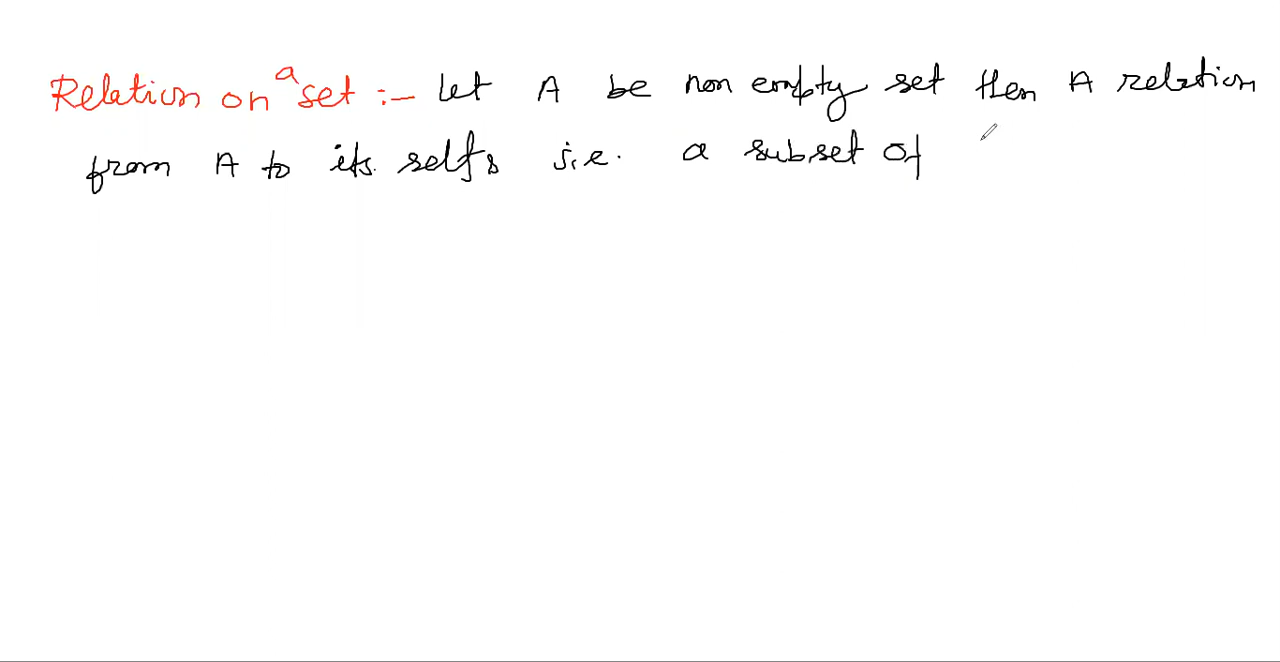 Relation on a set :- Let A be non empty set then A relation
from A to its selfs i.e. a subset of